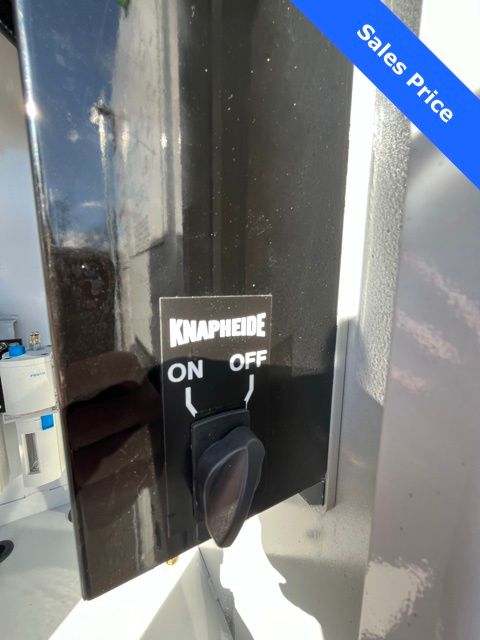 Sales Price
KNAPHEIDE
ON OFF